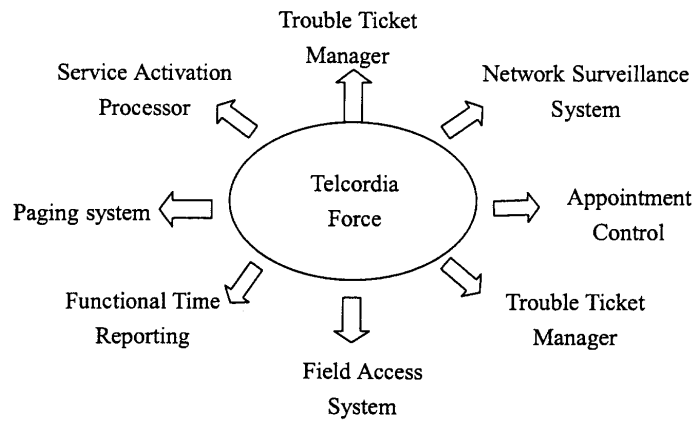 Trouble Ticket
Manager
Service Activation
Processor
Network Surveillance
System
Telcordia
Force
Paging system
Appointment
Control
Functional Time
Reporting
Trouble Ticket
Manager
Field Access
System